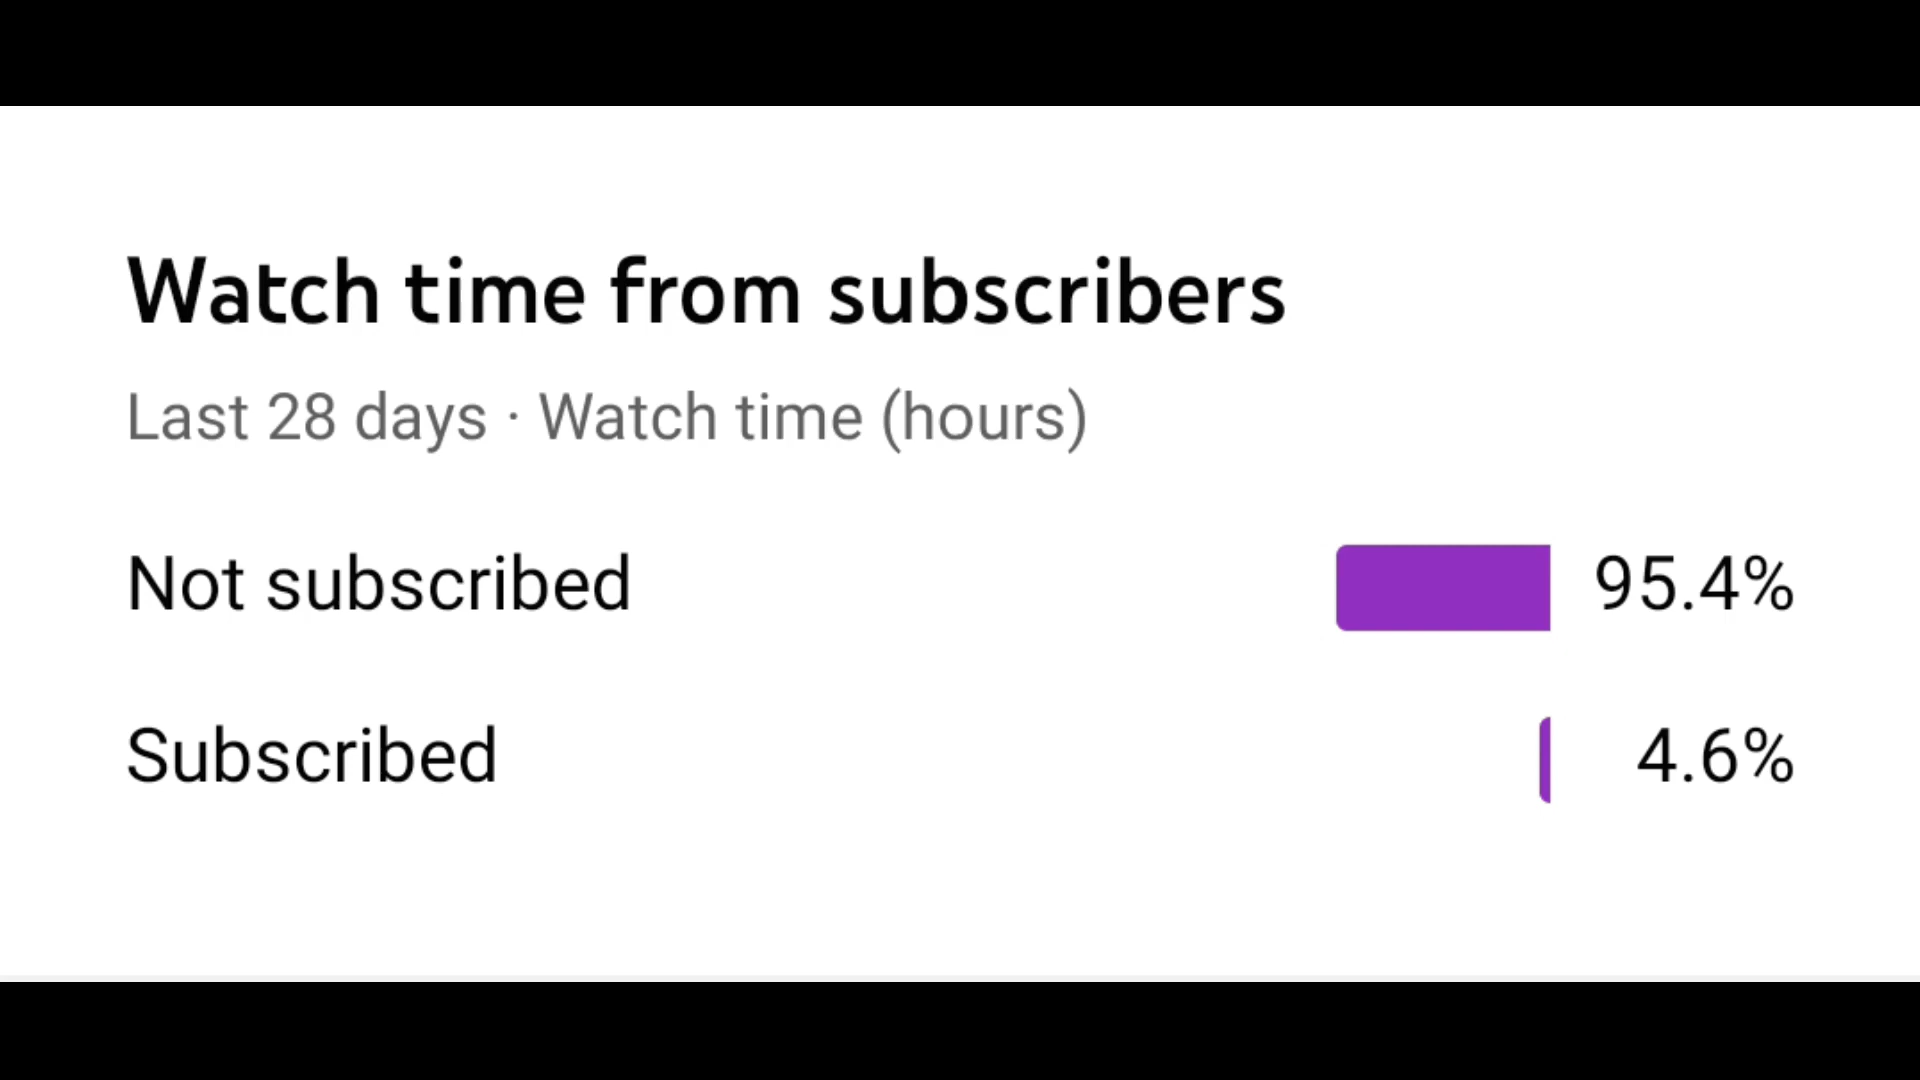 Watch time from subscribers
Last 28 days · Watch time (hours)
Not subscribed 95.4%
Subscribed 4.6%